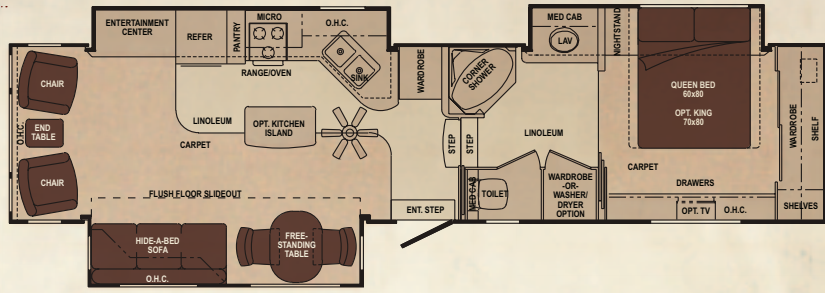 ENTERTAINMENT
CENTER
REFER
PANTRY
MICRO
O.H.C.
SINK
RANGE/OVEN
CHAIR
O.H.C.
END
TABLE
CHAIR
LINOLEUM
CARPET
OPT. KITCHEN
ISLAND
FLUSH FLOOR SLIDEOUT
HIDE-A-BED
SOFA
O.H.C.
FREE-
STANDING
TABLE
WARDROBE
CORNER
SHOWER
STEP
STEP
ENT. STEP
MED CAB
TOILET
MED CAB
LAV
LINOLEUM
WARDROBE
-OR-
WASHER/
DRYER
OPTION
NIGHTSTAND
QUEEN BED
60x80
OPT. KING
70x80
CARPET
DRAWERS
OPT. TV
O.H.C.
WARDROBE
SHELF
SHELVES